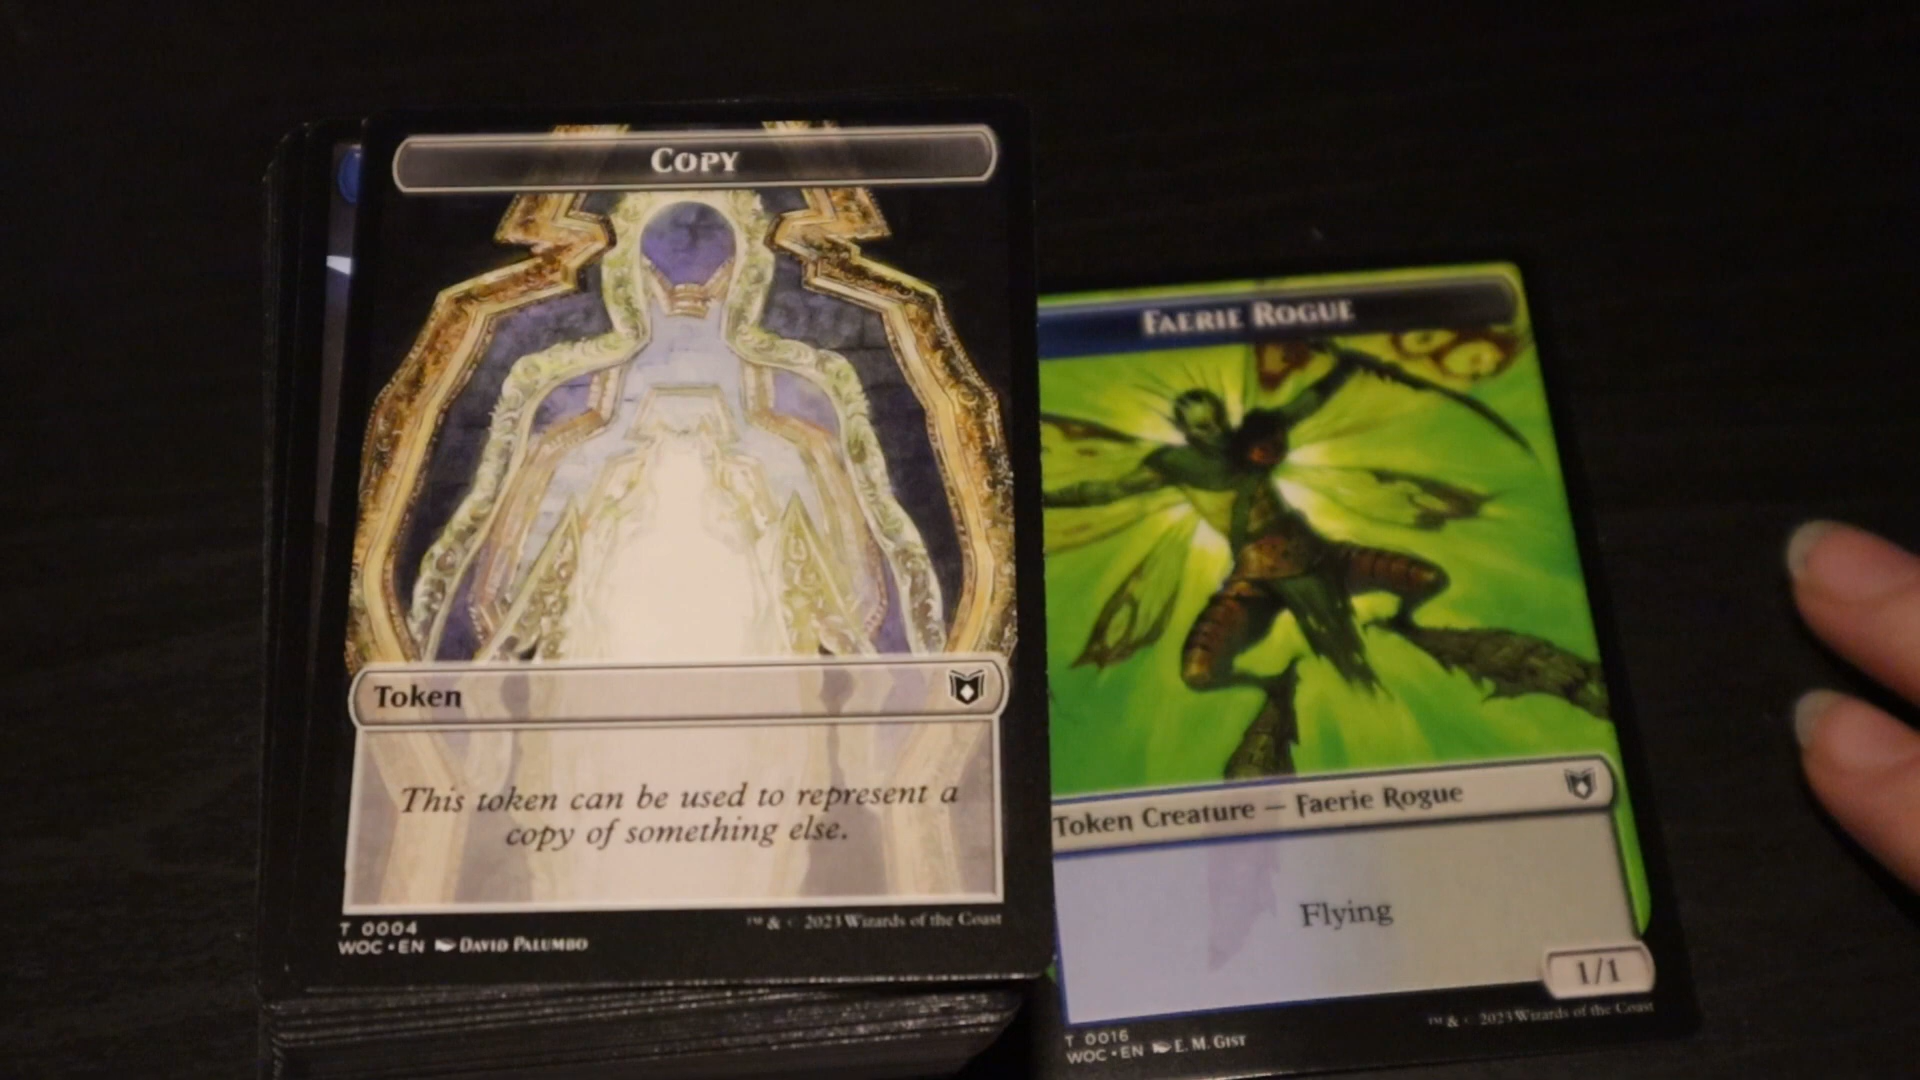 COPY
Token
This token can be used to represent a
copy of something else.
T 0004
WOC • EN DAVID PALUMBO
™ & © 2023 Wizards of the Coast
FAERIE ROGUE
Token Creature — Faerie Rogue
Flying
1/1
T 0016
WOC • EN E. M. GIST
™ & © 2023 Wizards of the Coast